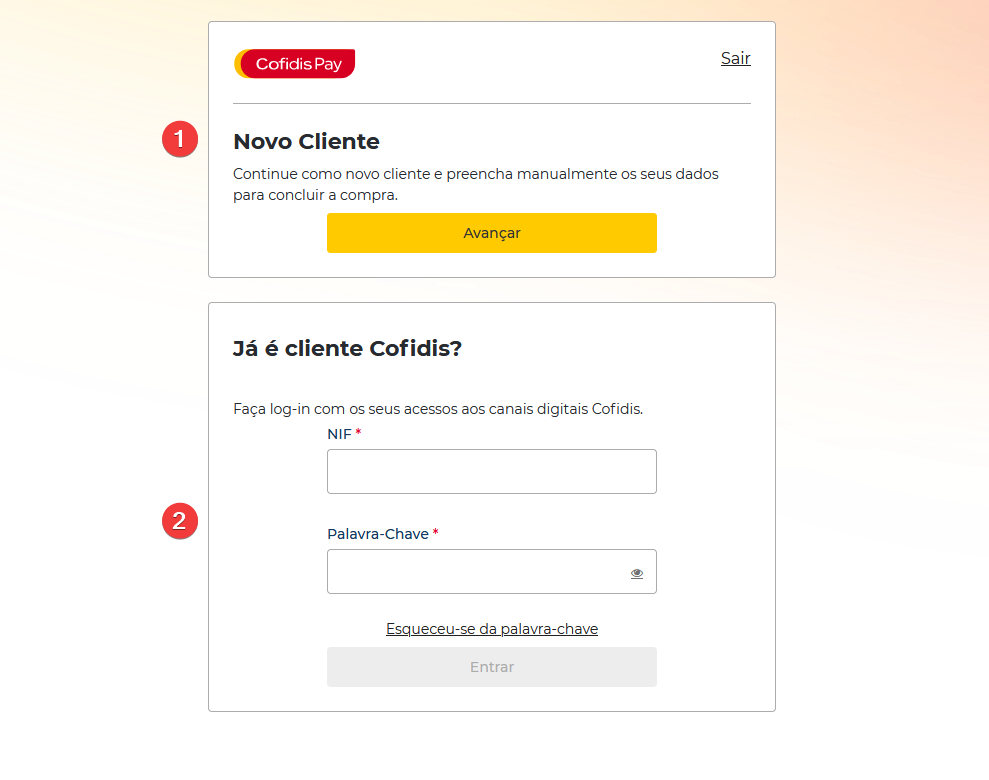 Cofidis Pay
Sair
1
Novo Cliente
Continue como novo cliente e preencha manualmente os seus dados
para concluir a compra.
Avançar
Já é cliente Cofidis?
Faça log-in com os seus acessos aos canais digitais Cofidis.
NIF *
2
Palavra-Chave *
Esqueceu-se da palavra-chave
Entrar